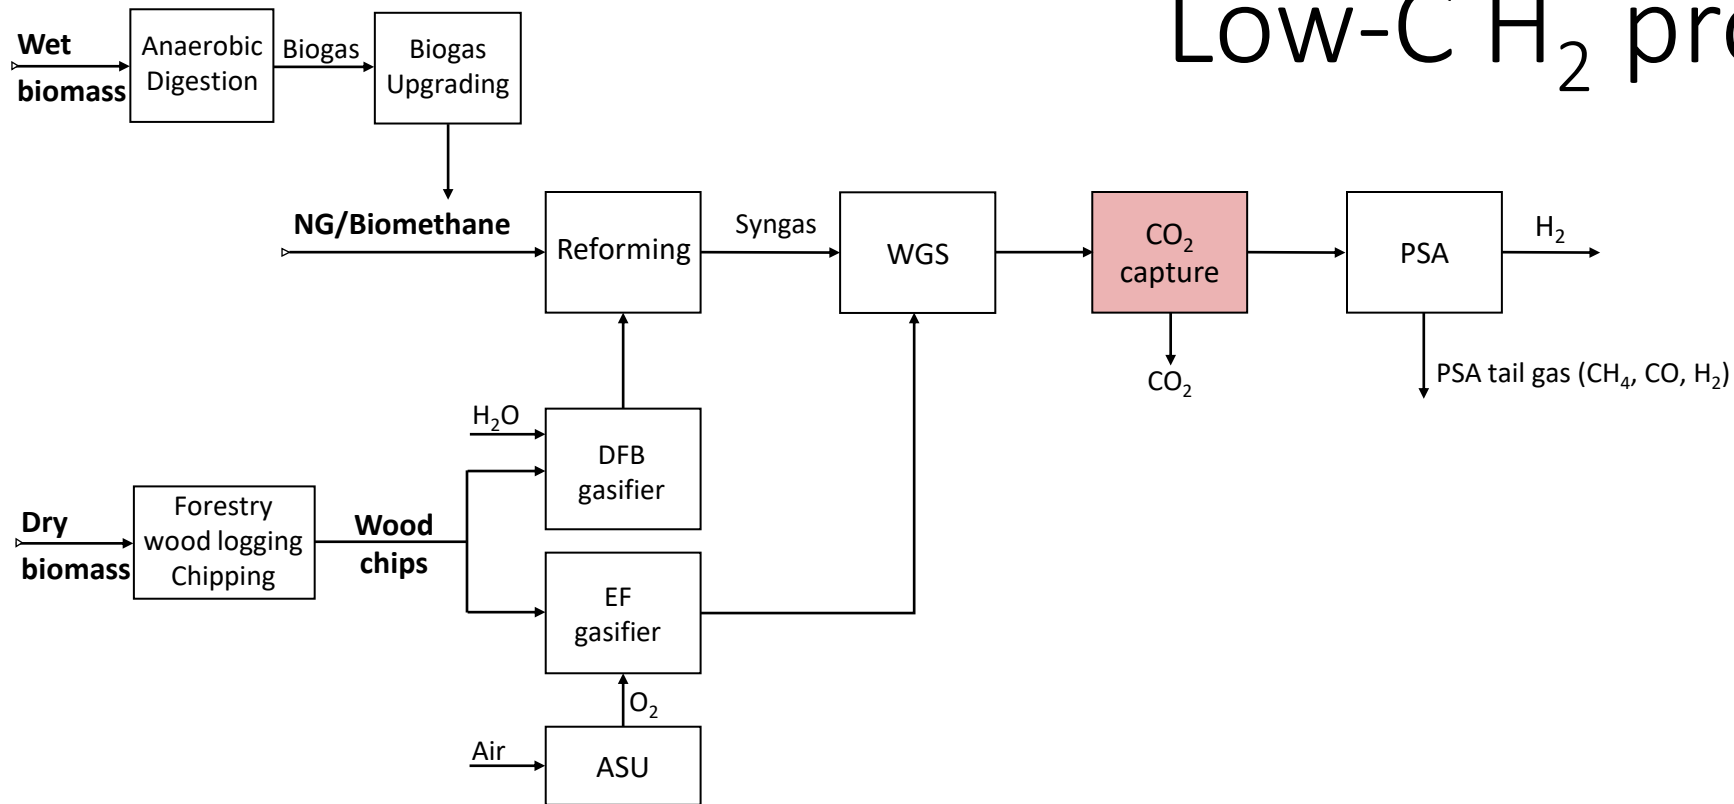 Low-C H₂ pro
Wet
biomass
Anaerobic
Digestion
Biogas
Biogas
Upgrading
NG/Biomethane
Reforming
Syngas
WGS
CO₂
capture
CO₂
PSA
H₂
PSA tail gas (CH₄, CO, H₂)
H₂O
DFB
gasifier
Dry
biomass
Forestry
wood logging
Chipping
Wood
chips
EF
gasifier
O₂
Air
ASU